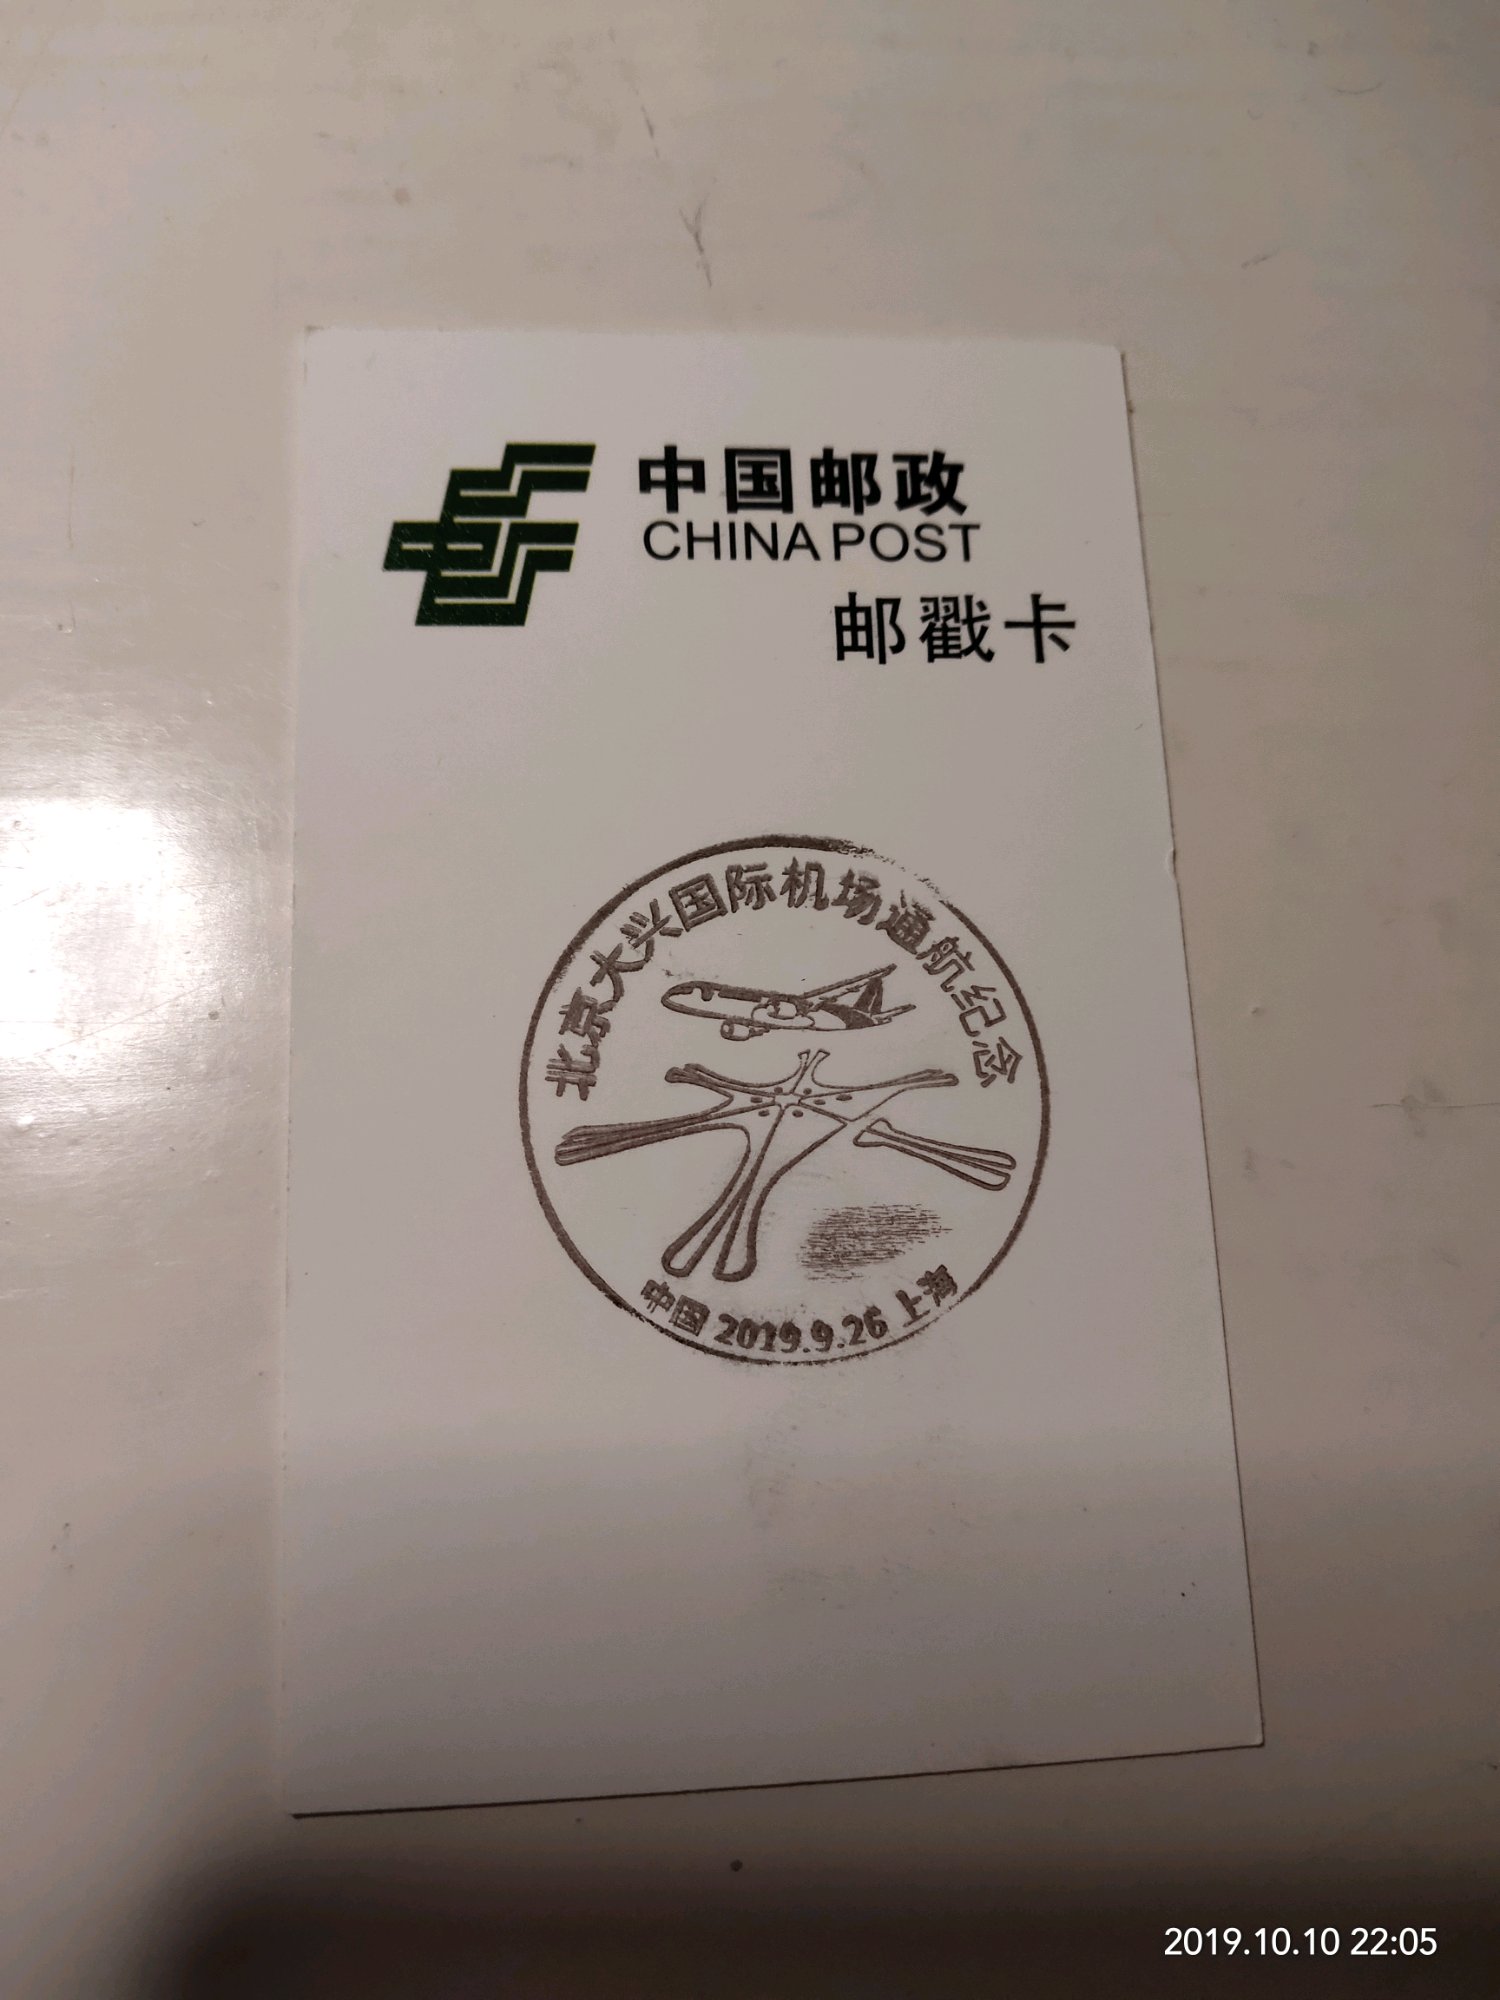 中国邮政
CHINA POST
邮戳卡
北京大兴国际机场通航纪念
中国 2019.9.26 上海
2019.10.10 22:05